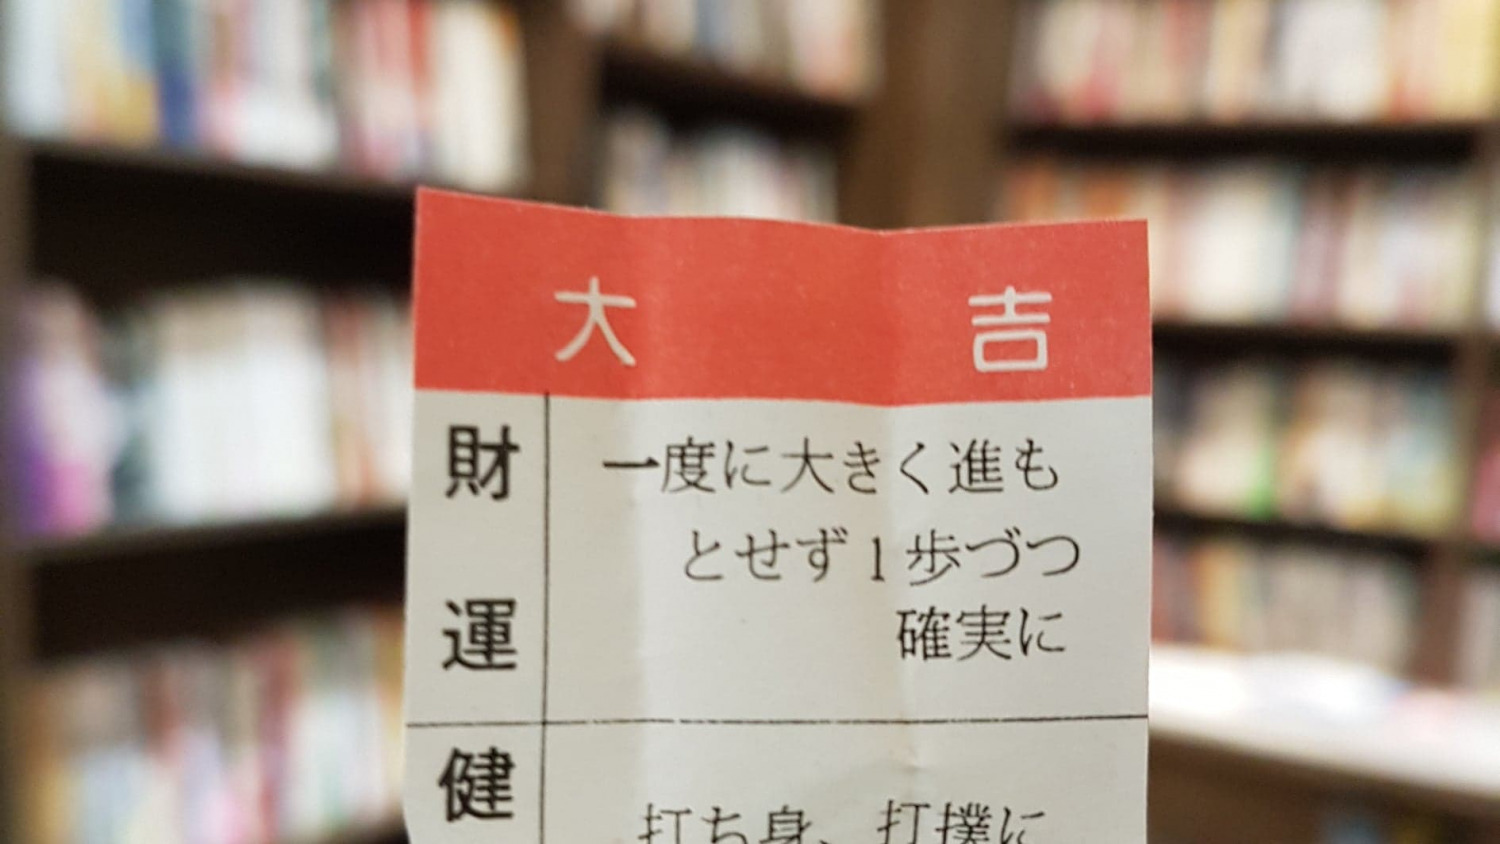 大吉
財運
一度に大きく進も
とせず1歩づつ
確実に
健
打ち身、打撲に